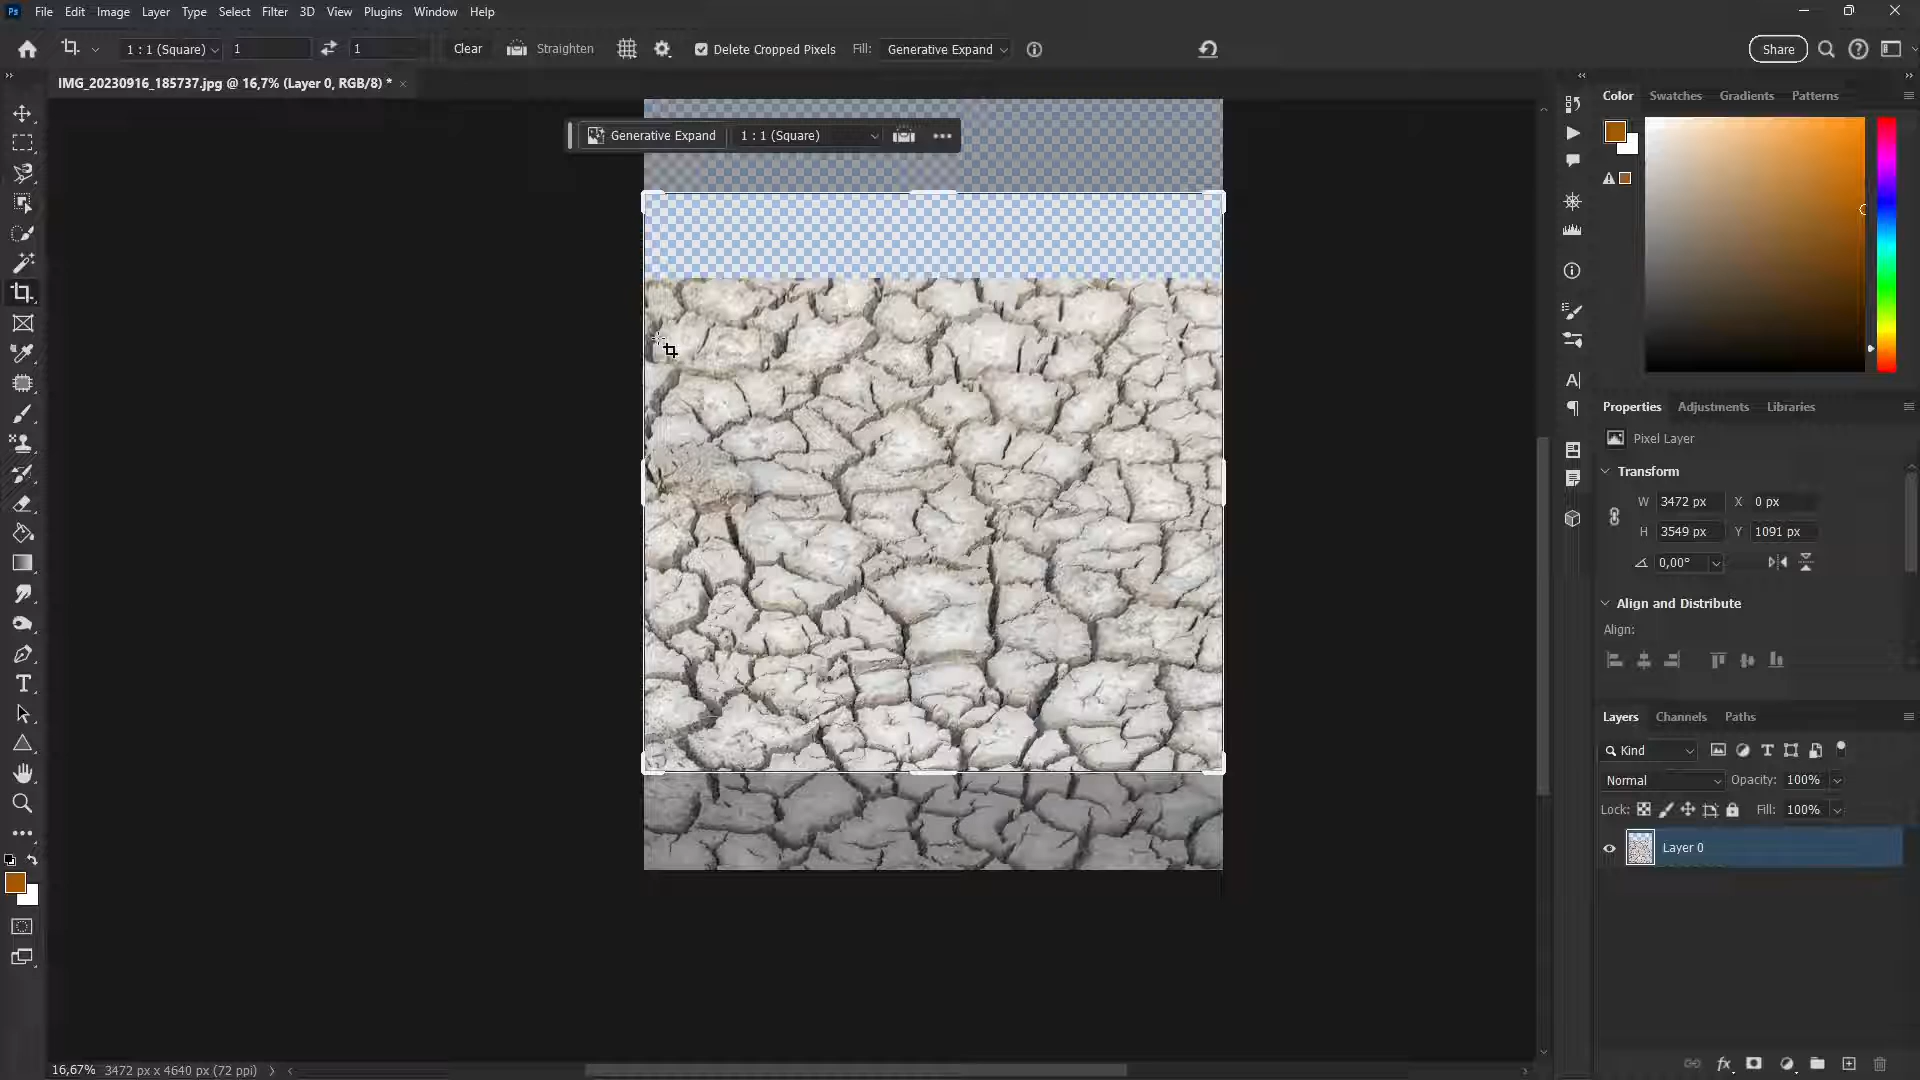 Ps File Edit Image Layer Type Select Filter 3D View Plugins Window Help
1 : 1 (Square) 1 1 Clear Straighten Delete Cropped Pixels Fill: Generative Expand Share
IMG_20230916_185737.jpg @ 16,7% (Layer 0, RGB/8) *
Generative Expand 1 : 1 (Square)
Color Swatches Gradients Patterns
Properties Adjustments Libraries
Pixel Layer
Transform
W 3472 px X 0 px
H 3549 px Y 1091 px
0,00°
Align and Distribute
Align:
Layers Channels Paths
Kind
Normal Opacity: 100%
Lock: Fill: 100%
Layer 0
16,67% 3472 px x 4640 px (72 ppi)